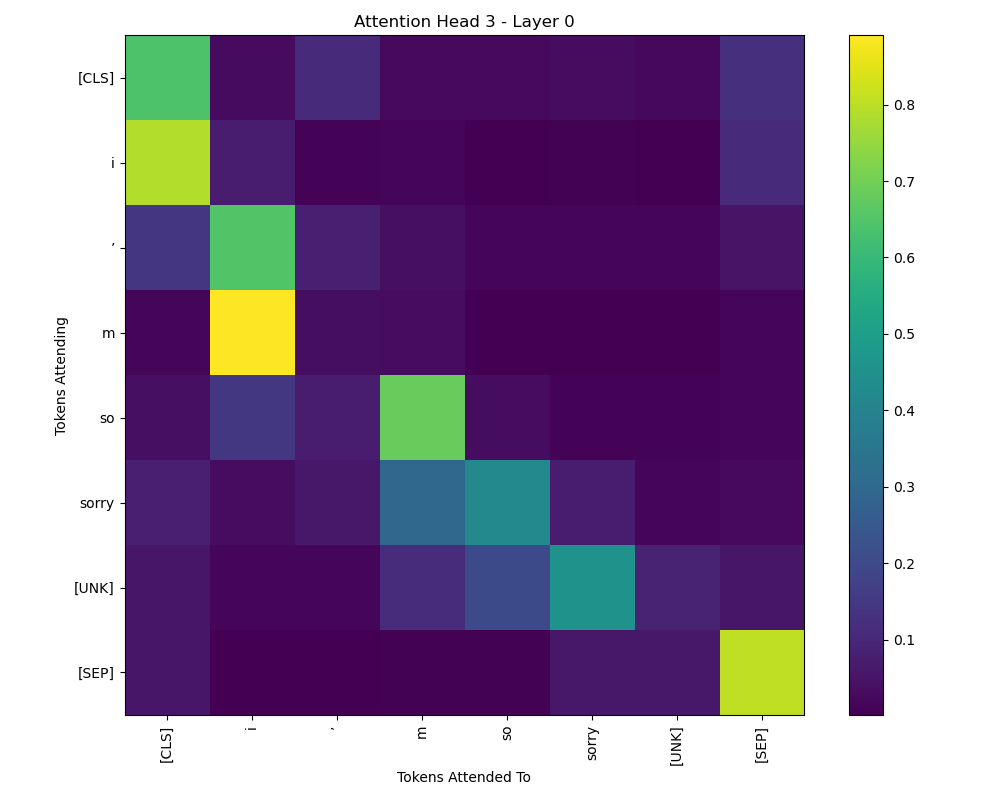 Attention Head 3 - Layer 0
Tokens Attending
[CLS]
i
’
m
so
sorry
[UNK]
[SEP]
[CLS]
i
’
m
so
sorry
[UNK]
[SEP]
Tokens Attended To
0.8
0.7
0.6
0.5
0.4
0.3
0.2
0.1